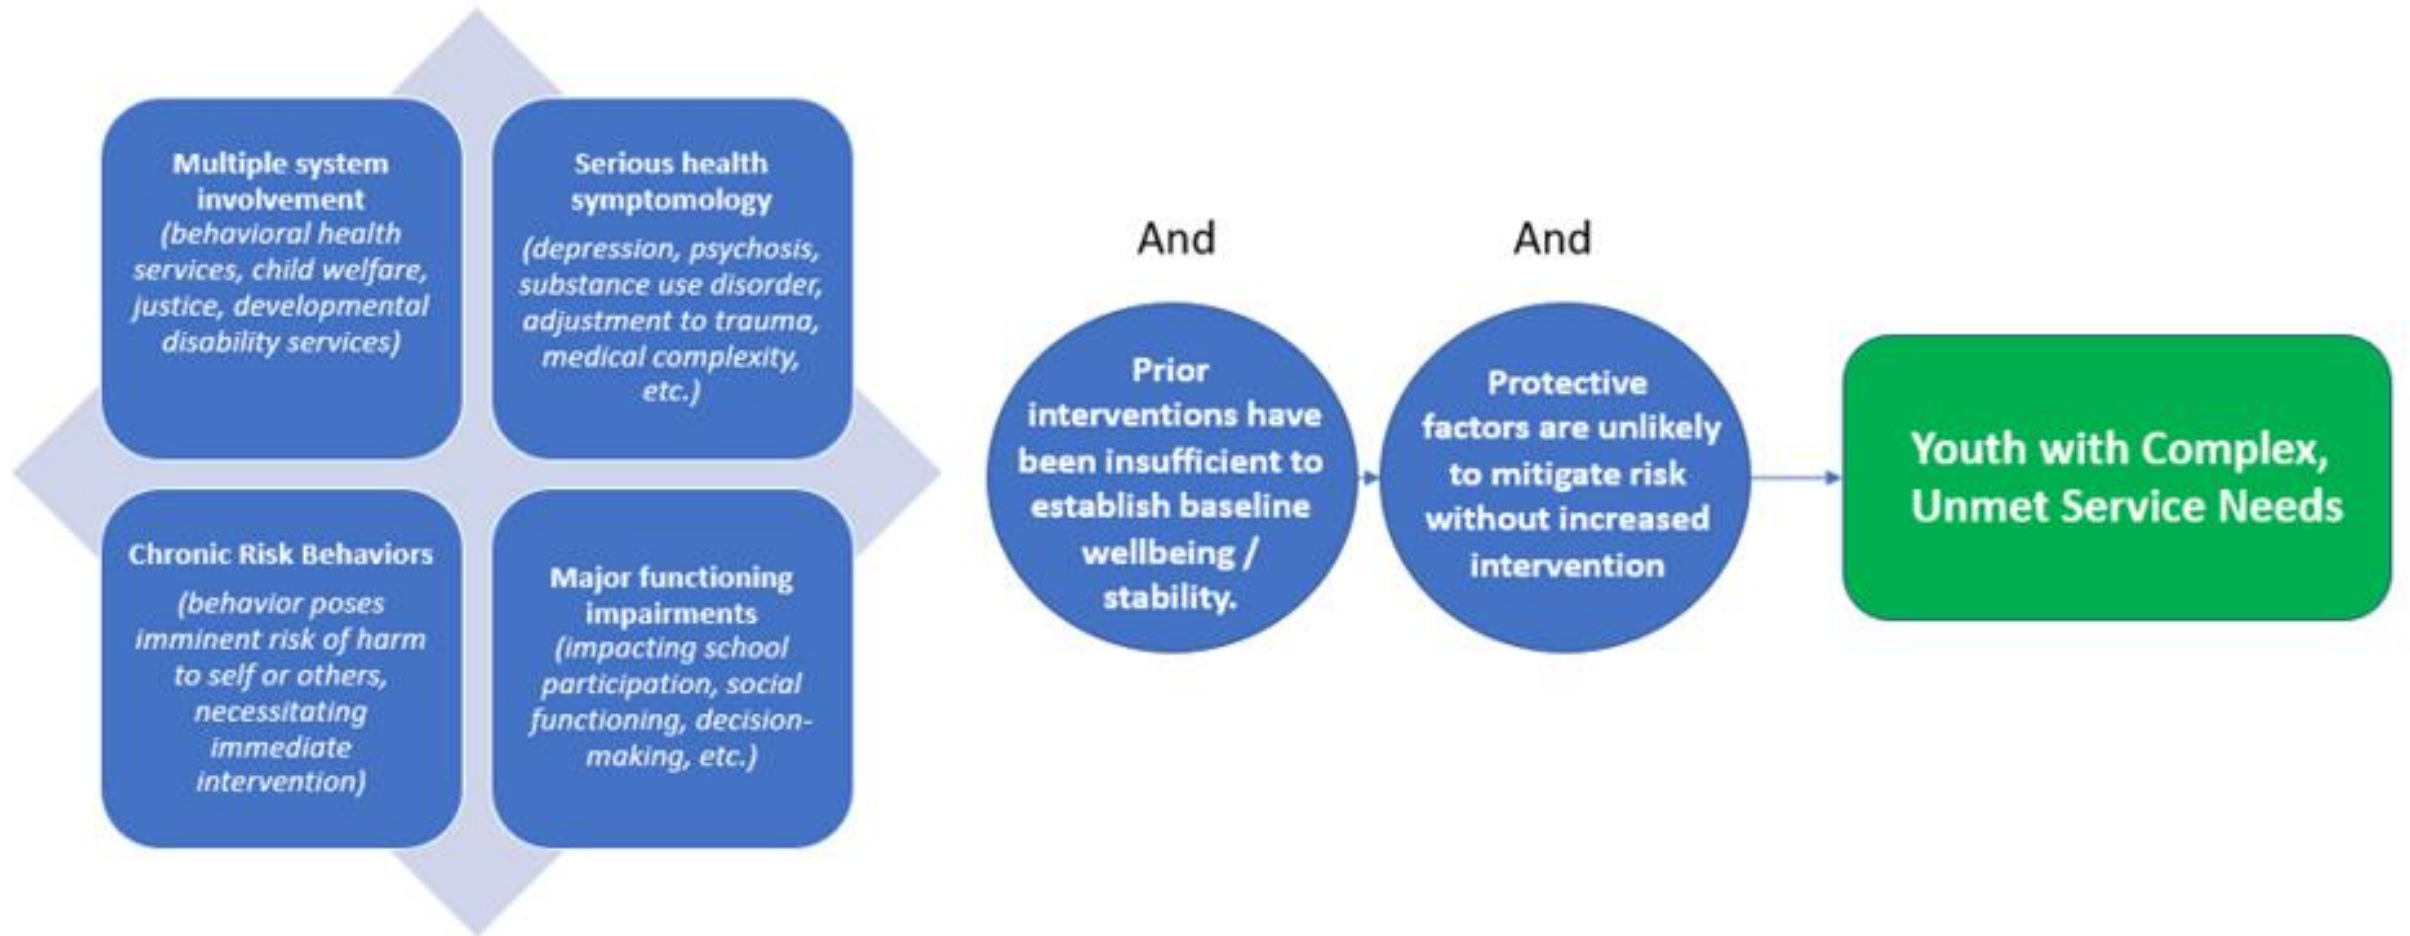 Multiple system
involvement
(behavioral health
services, child welfare,
justice, developmental
disability services)
Serious health
symptomology
(depression, psychosis,
substance use disorder,
adjustment to trauma,
medical complexity,
etc.)
Chronic Risk Behaviors
(behavior poses
imminent risk of harm
to self or others,
necessitating
immediate
intervention)
Major functioning
impairments
(impacting school
participation, social
functioning, decision-
making, etc.)
And
Prior
interventions have
been insufficient to
establish baseline
wellbeing /
stability.
And
Protective
factors are unlikely
to mitigate risk
without increased
intervention
Youth with Complex,
Unmet Service Needs